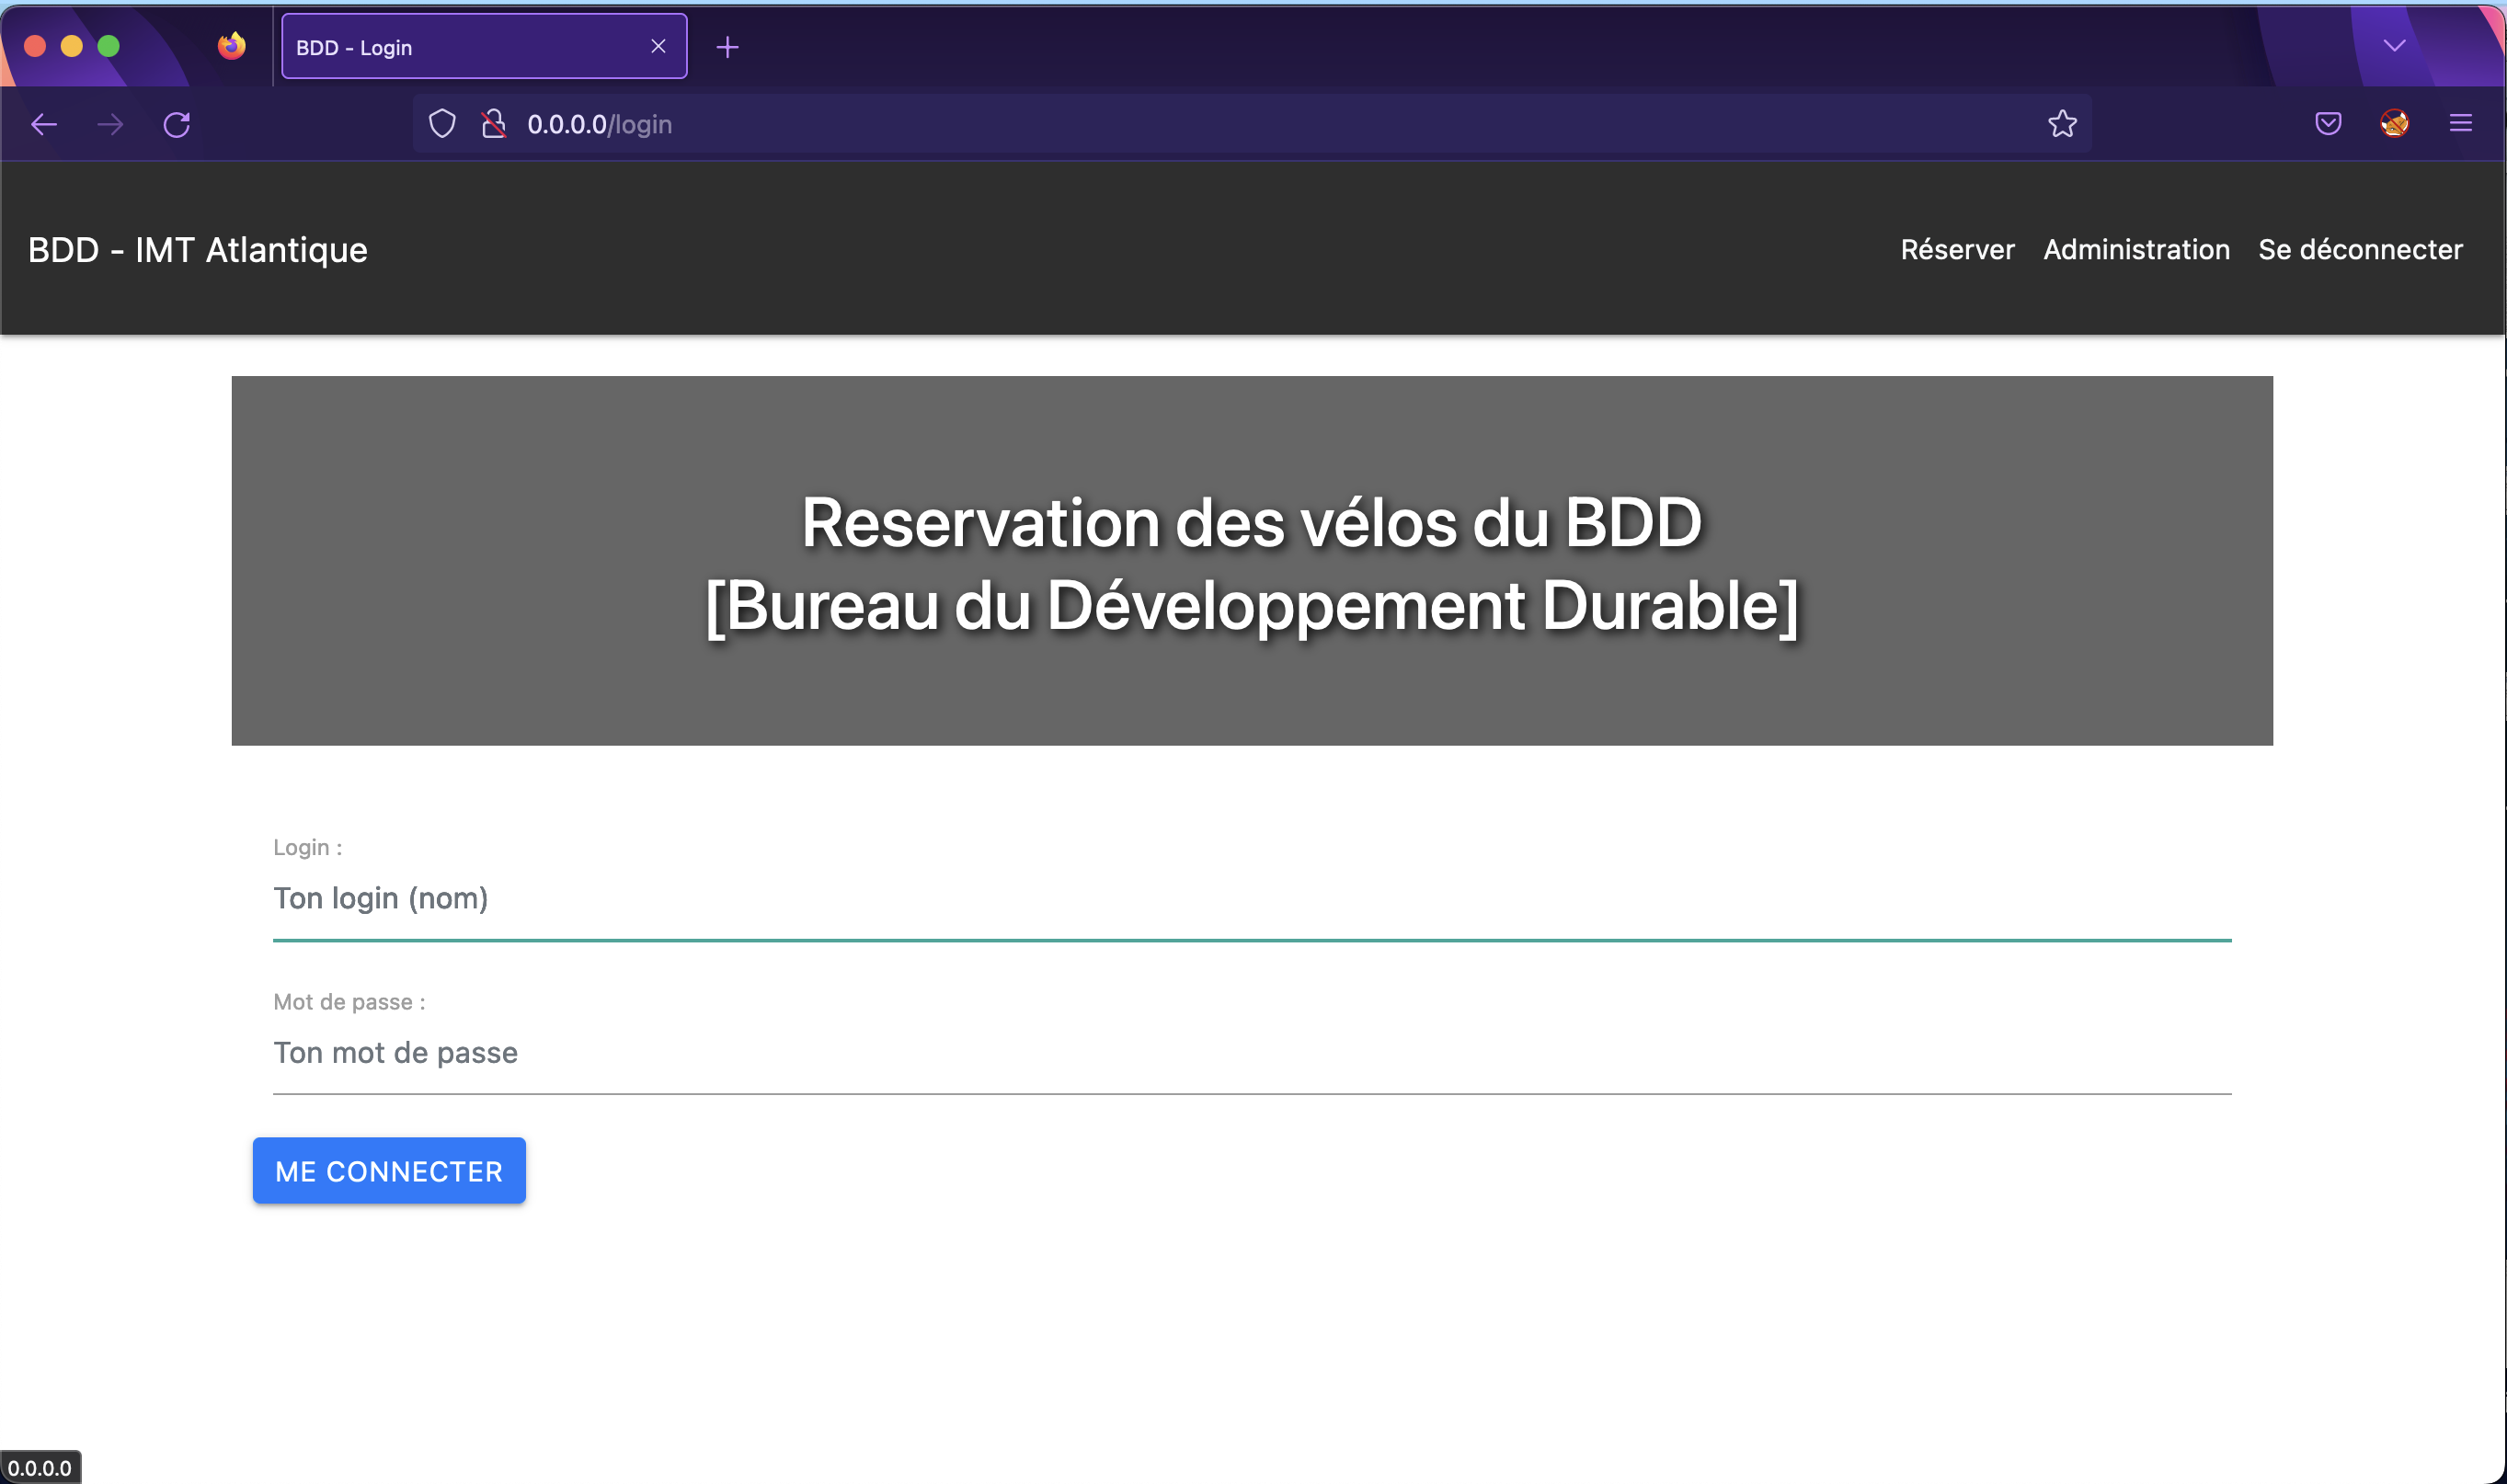 BDD - Login
0.0.0.0/login
BDD - IMT Atlantique
Réserver Administration Se déconnecter
Reservation des vélos du BDD
[Bureau du Développement Durable]
Login :
Ton login (nom)
Mot de passe :
Ton mot de passe
ME CONNECTER
0.0.0.0